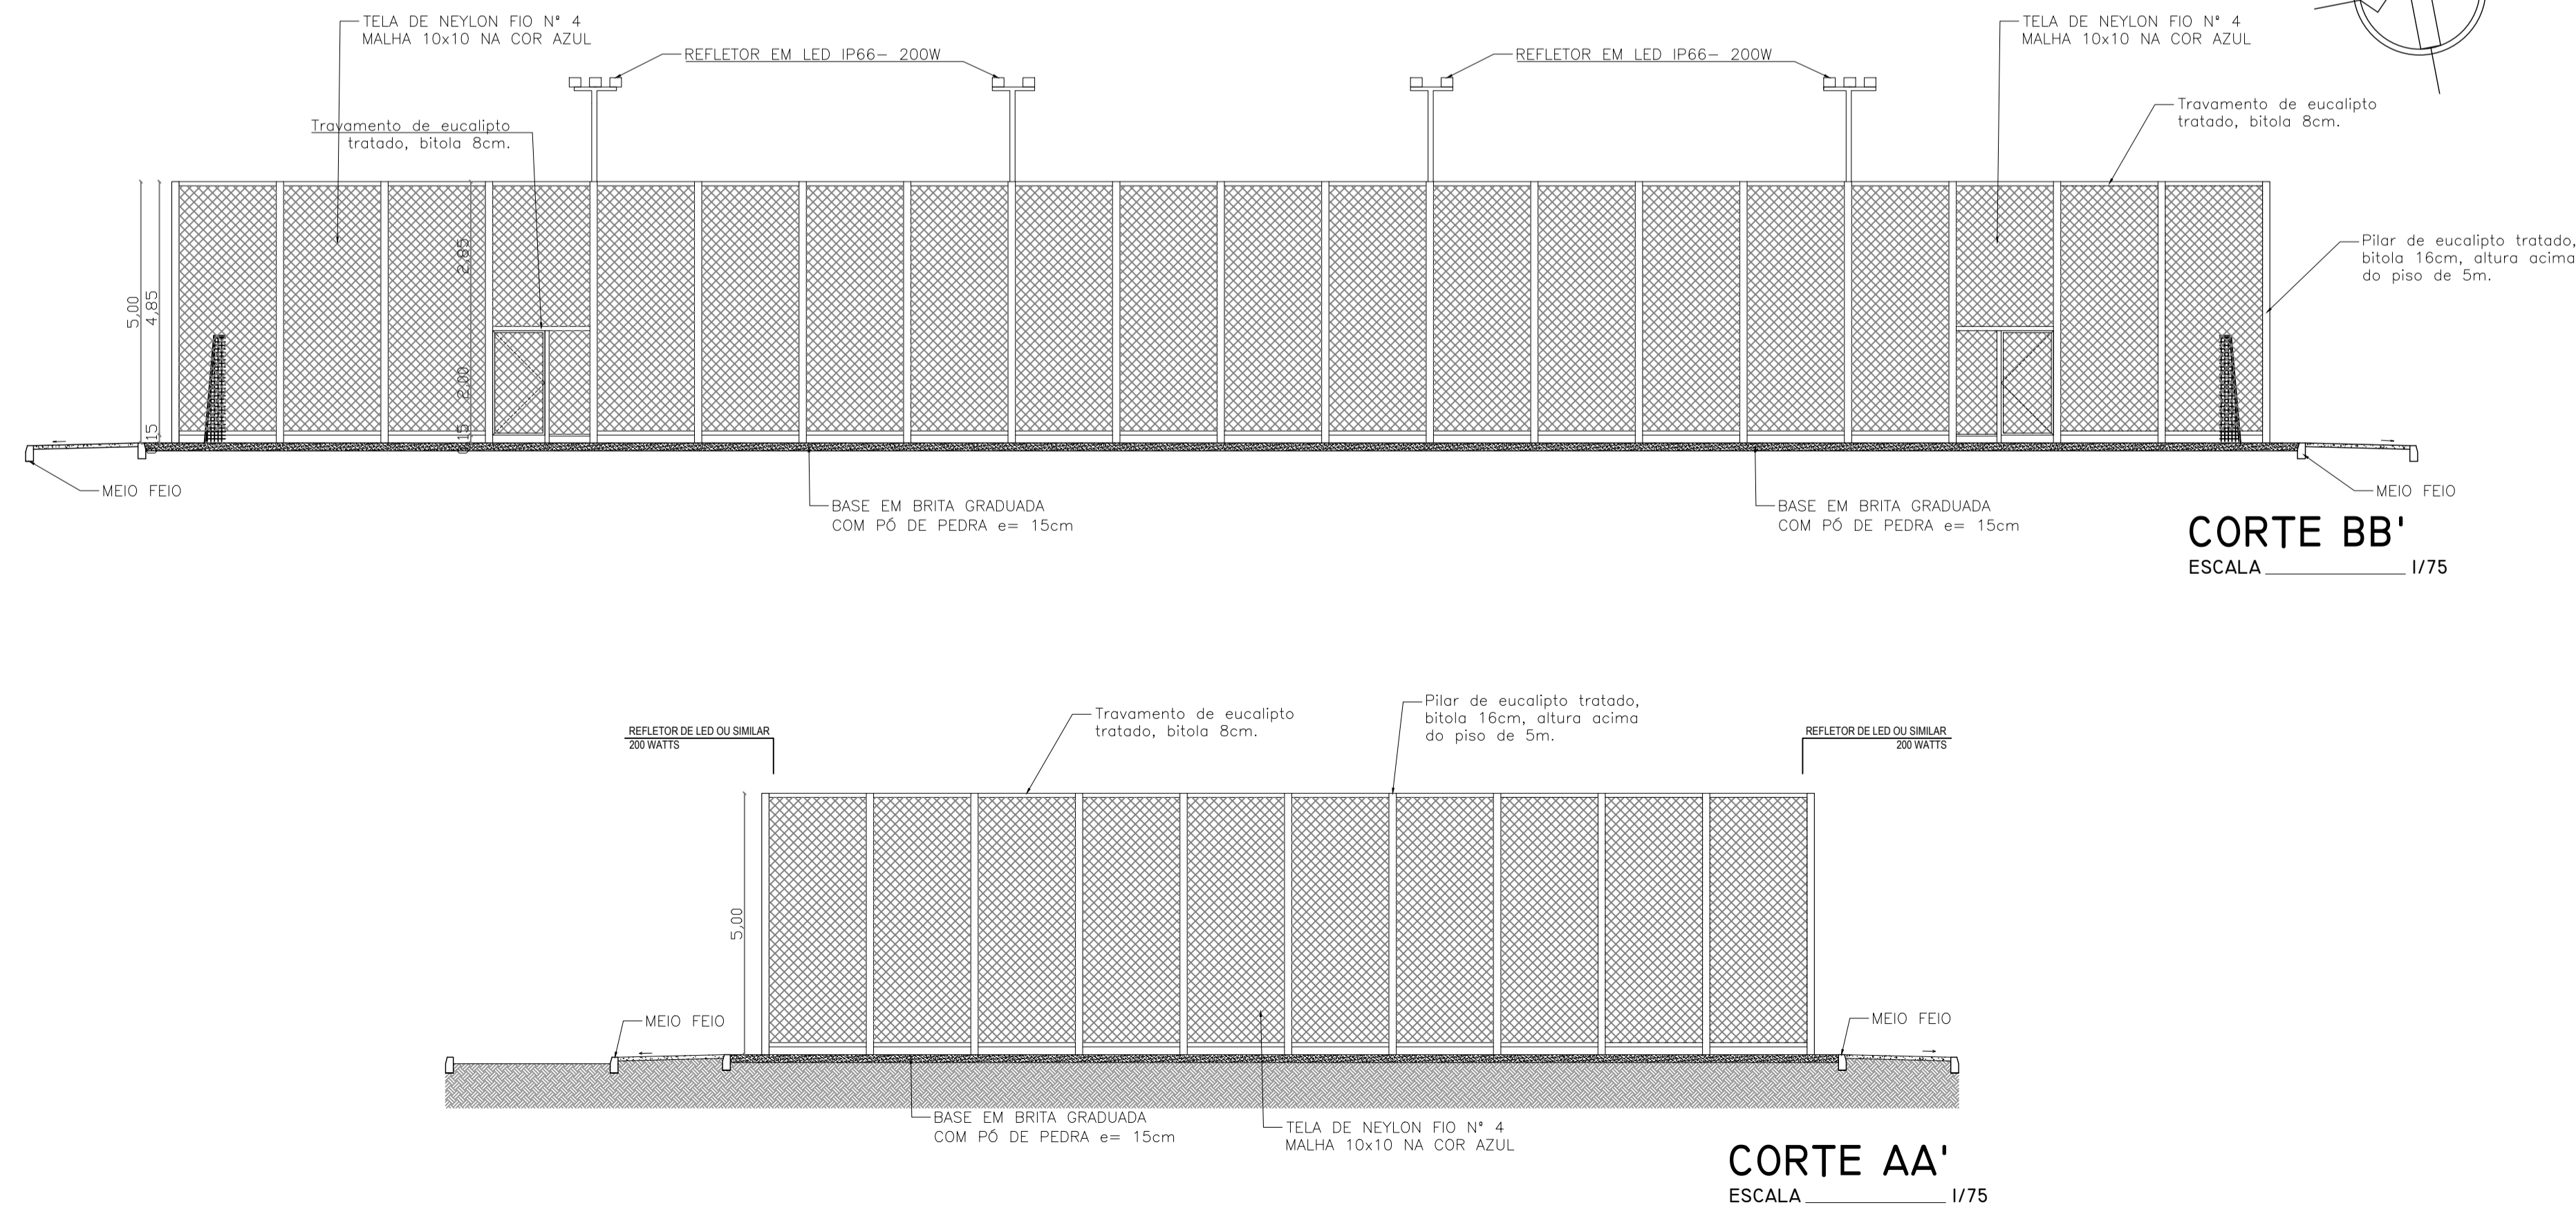 TELA DE NEYLON FIO N° 4
MALHA 10x10 NA COR AZUL
REFLETOR EM LED IP66- 200W
REFLETOR EM LED IP66- 200W
TELA DE NEYLON FIO N° 4
MALHA 10x10 NA COR AZUL
Travamento de eucalipto
tratado, bitola 8cm.
Travamento de eucalipto
tratado, bitola 8cm.
Pilar de eucalipto tratado,
bitola 16cm, altura acima
do piso de 5m.
5,00
4,85
15
2,85
2,00
15
MEIO FEIO
BASE EM BRITA GRADUADA
COM PÓ DE PEDRA e= 15cm
BASE EM BRITA GRADUADA
COM PÓ DE PEDRA e= 15cm
MEIO FEIO
CORTE BB'
ESCALA 1/75
REFLETOR DE LED OU SIMILAR
200 WATTS
Travamento de eucalipto
tratado, bitola 8cm.
Pilar de eucalipto tratado,
bitola 16cm, altura acima
do piso de 5m.
REFLETOR DE LED OU SIMILAR
200 WATTS
5,00
MEIO FEIO
MEIO FEIO
BASE EM BRITA GRADUADA
COM PÓ DE PEDRA e= 15cm
TELA DE NEYLON FIO N° 4
MALHA 10x10 NA COR AZUL
CORTE AA'
ESCALA 1/75